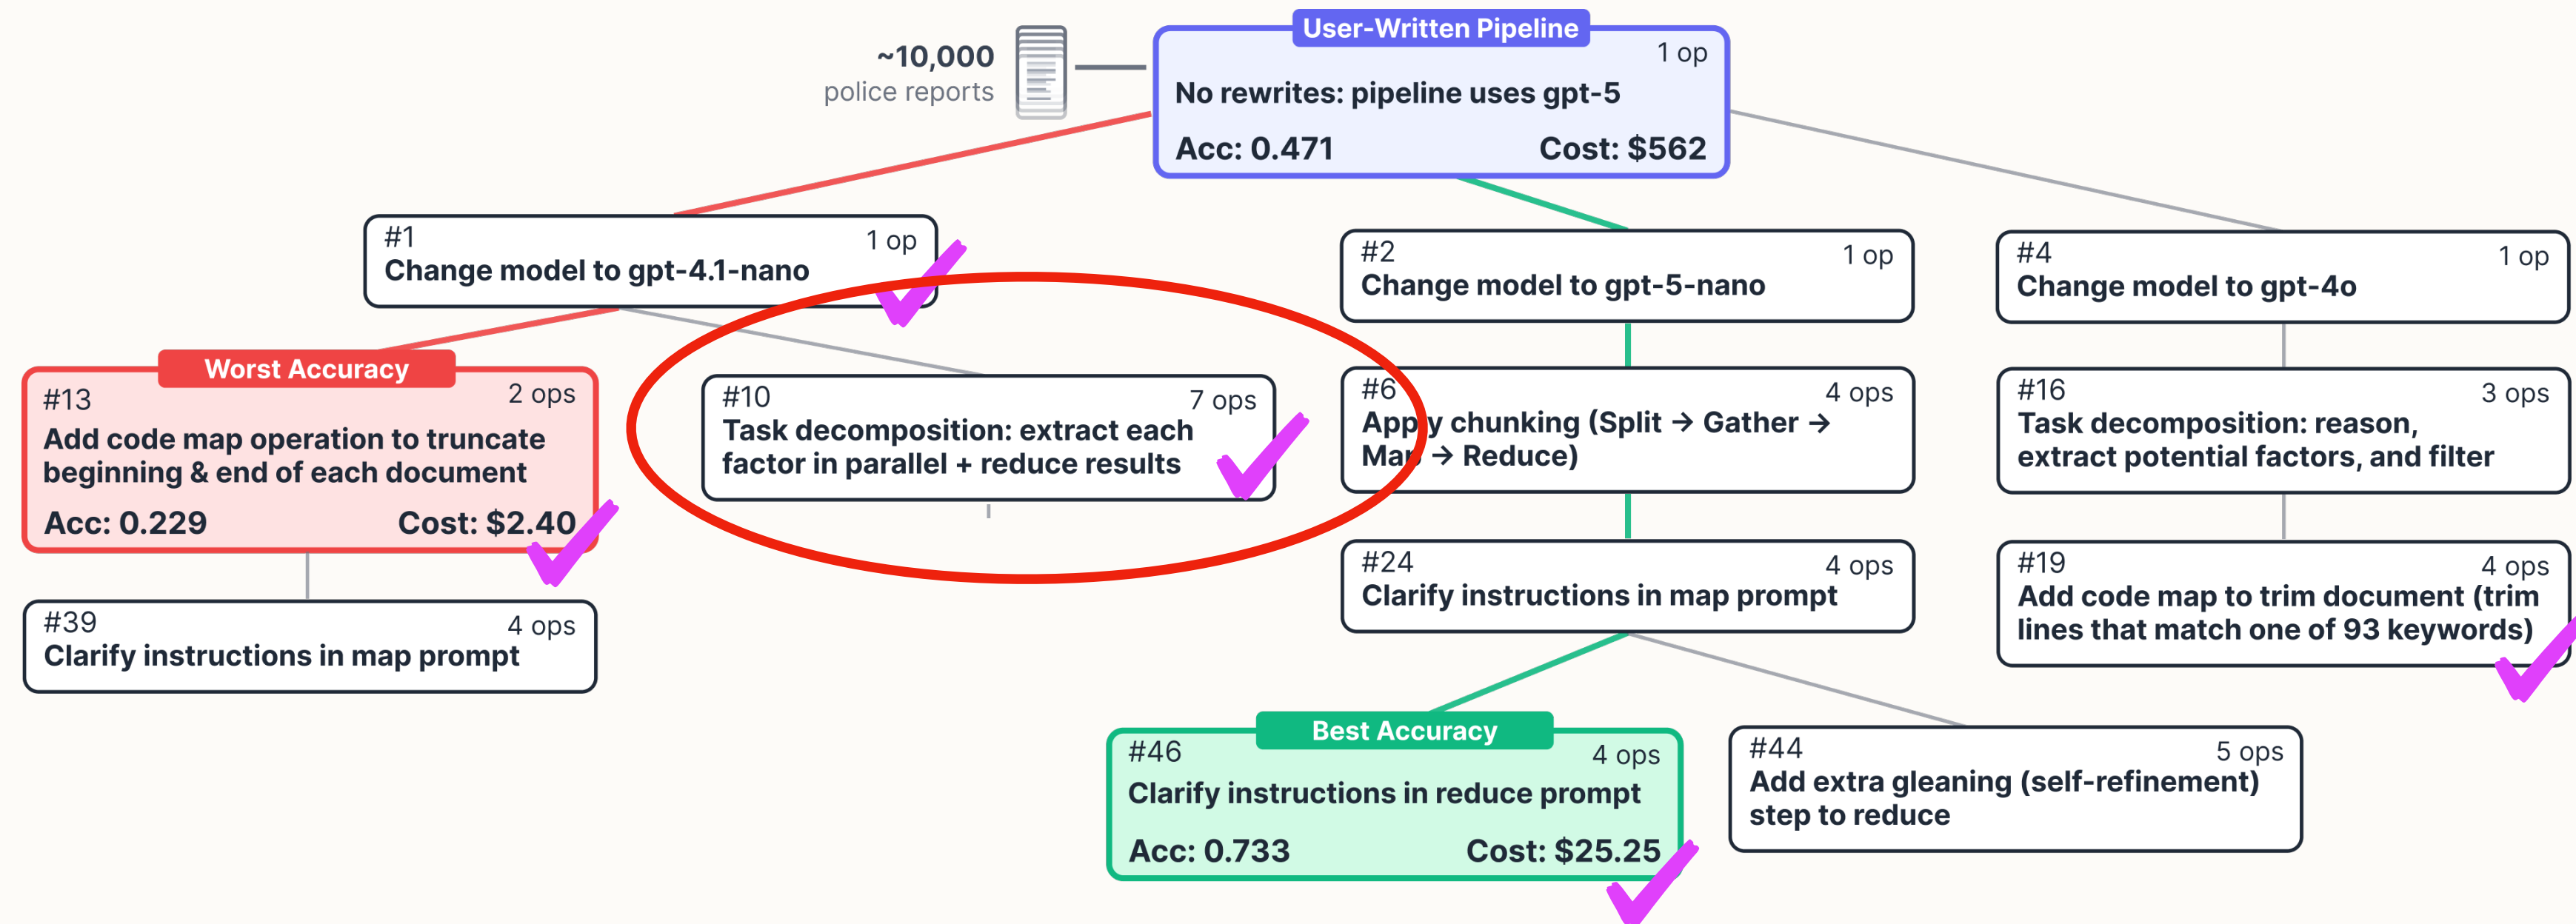 User-Written Pipeline
~10,000
police reports
1 op
No rewrites: pipeline uses gpt-5
Acc: 0.471 Cost: $562
#1 1 op
Change model to gpt-4.1-nano
#2 1 op
Change model to gpt-5-nano
#4 1 op
Change model to gpt-4o
Worst Accuracy
#13 2 ops
Add code map operation to truncate
beginning & end of each document
Acc: 0.229 Cost: $2.40
#10 7 ops
Task decomposition: extract each
factor in parallel + reduce results
#6 4 ops
Apply chunking (Split → Gather →
Map → Reduce)
#16 3 ops
Task decomposition: reason,
extract potential factors, and filter
#39 4 ops
Clarify instructions in map prompt
#24 4 ops
Clarify instructions in map prompt
#19 4 ops
Add code map to trim document (trim
lines that match one of 93 keywords)
Best Accuracy
#46 4 ops
Clarify instructions in reduce prompt
Acc: 0.733 Cost: $25.25
#44 5 ops
Add extra gleaning (self-refinement)
step to reduce